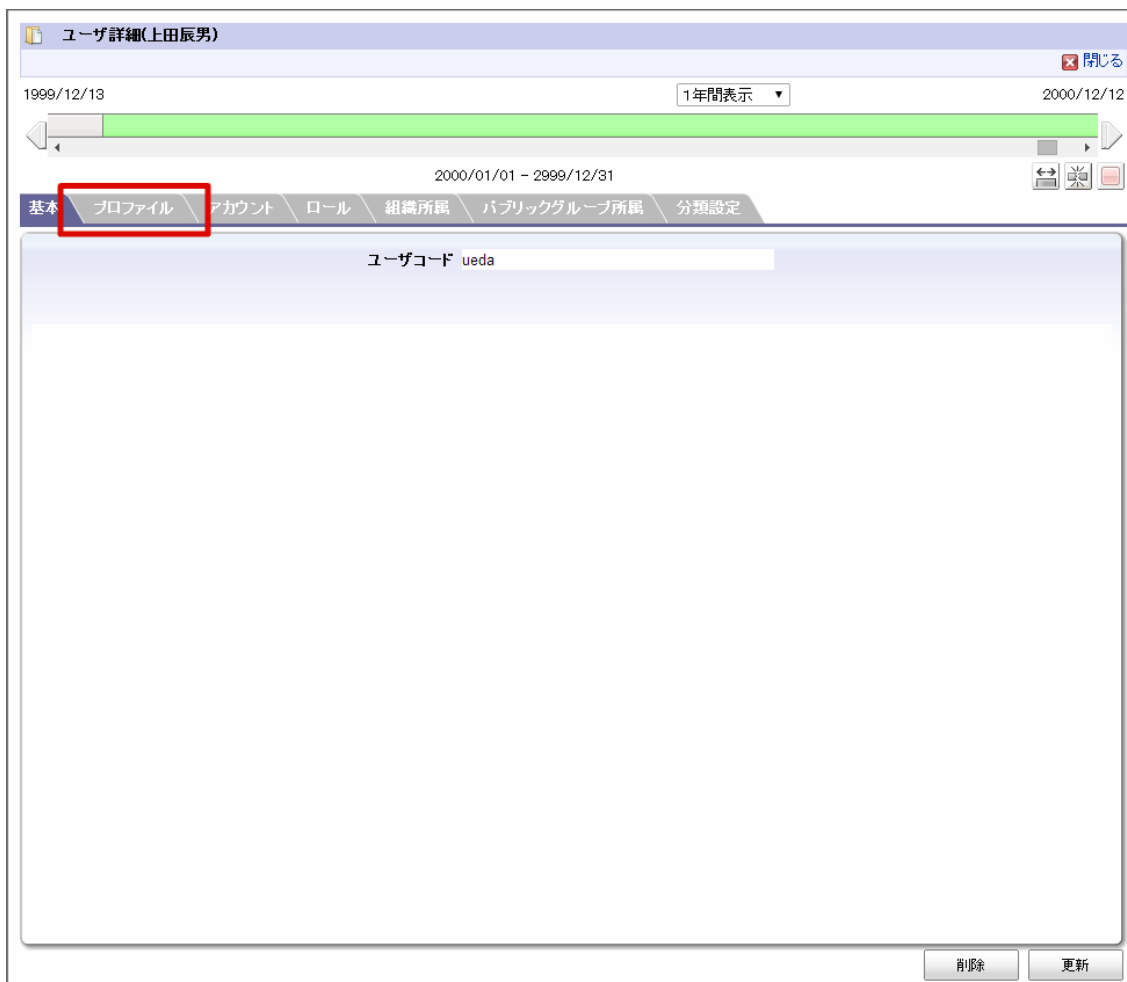 ユーザ詳細(上田辰男)
閉じる
1999/12/13 1年間表示 ▼ 2000/12/12
2000/01/01 - 2999/12/31
基本 プロファイル アカウント ロール 組織所属 パブリックグループ所属 分類設定
ユーザコード ueda
削除 更新